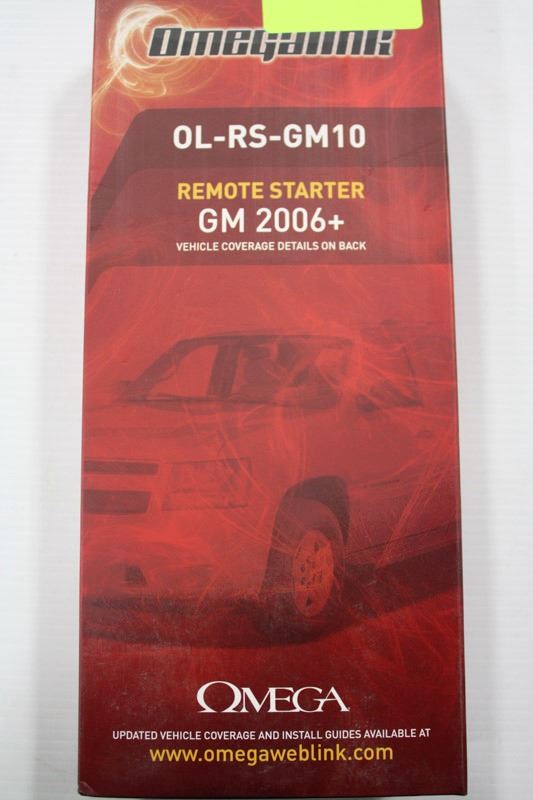 Omegalink
OL-RS-GM10
REMOTE STARTER
GM 2006+
VEHICLE COVERAGE DETAILS ON BACK
OMEGA
UPDATED VEHICLE COVERAGE AND INSTALL GUIDES AVAILABLE AT
www.omegaweblink.com